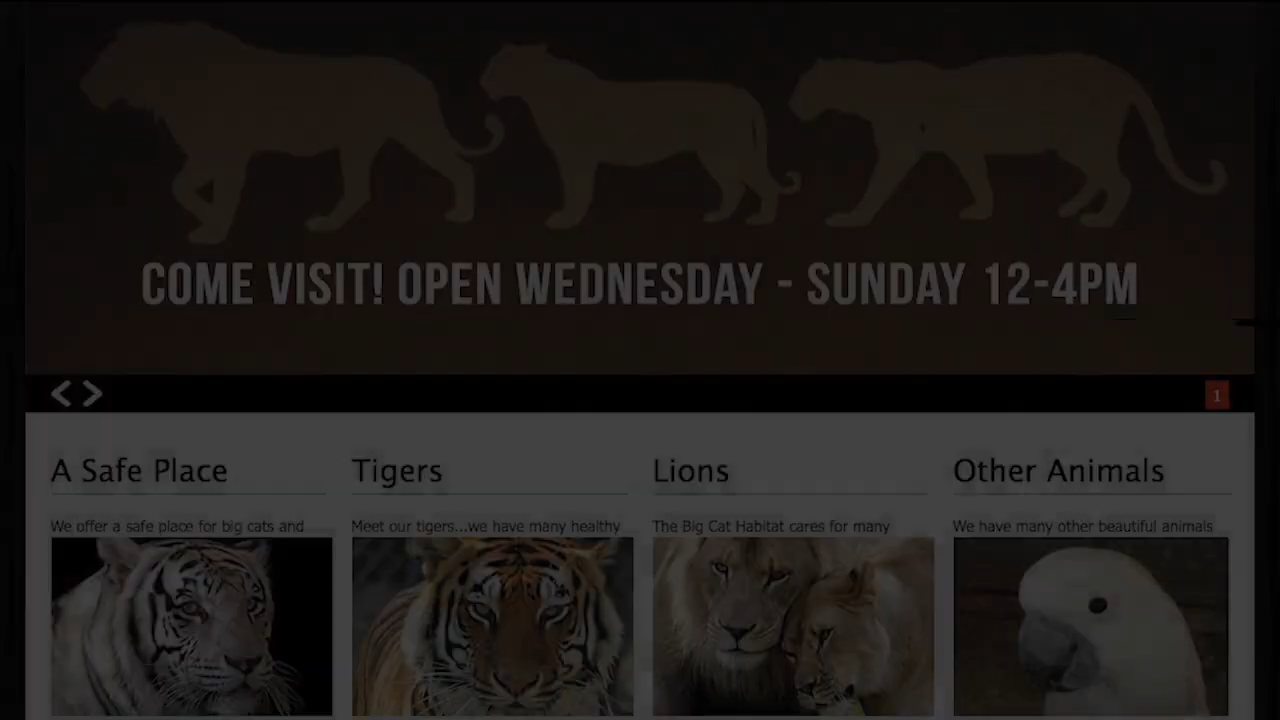 COME VISIT! OPEN WEDNESDAY - SUNDAY 12-4PM
1
A Safe Place
Tigers
Lions
Other Animals
We offer a safe place for big cats and
Meet our tigers...we have many healthy
The Big Cat Habitat cares for many
We have many other beautiful animals